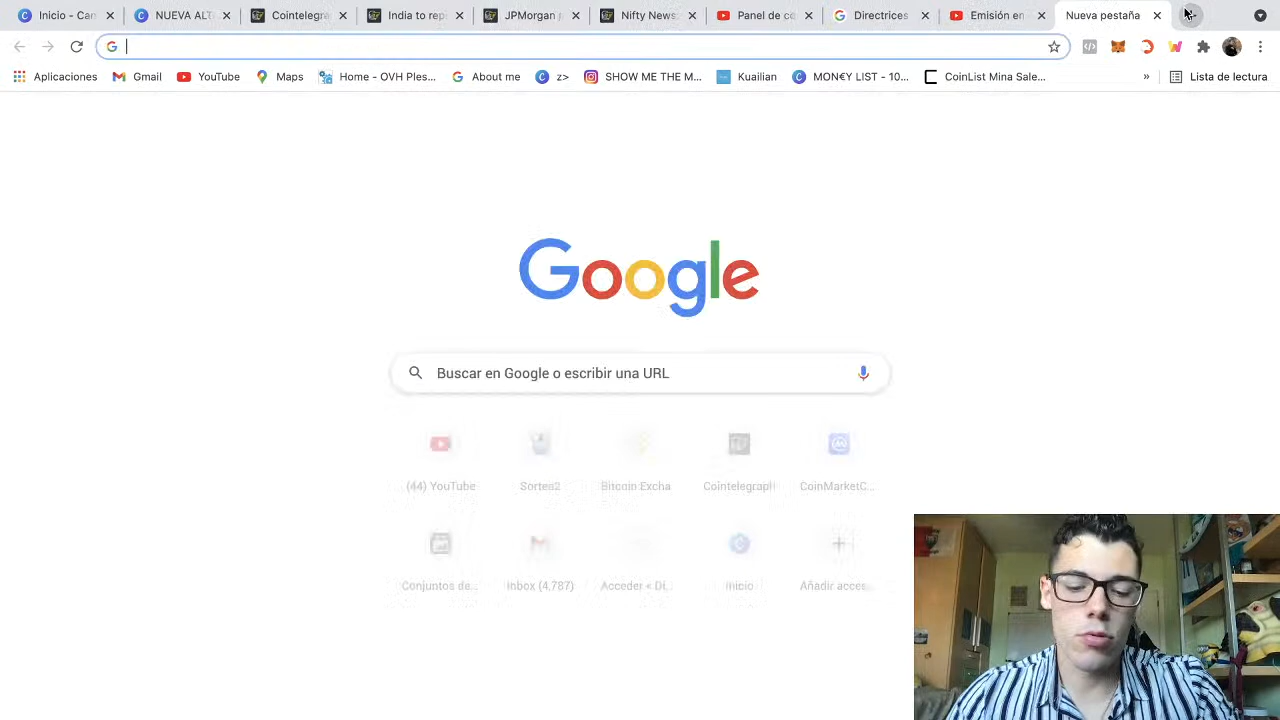 Inicio - Can
NUEVA ALT
Cointelegra
India to rep
JPMorgan
Nifty News:
Panel de co
Directrices
Emisión en
Nueva pestaña
Aplicaciones
Gmail
YouTube
Maps
Home - OVH Ples...
About me
z>
SHOW ME THE M...
Kuailian
MON€Y LIST - 10...
CoinList Mina Sale...
»
Lista de lectura
Google
Buscar en Google o escribir una URL
(44) YouTube
Sorteo2
Bitcoin Excha
Cointelegraph
CoinMarketC...
Conjuntos de...
Inbox (4.787)
Acceder « Di...
Inicio
Añadir acces...